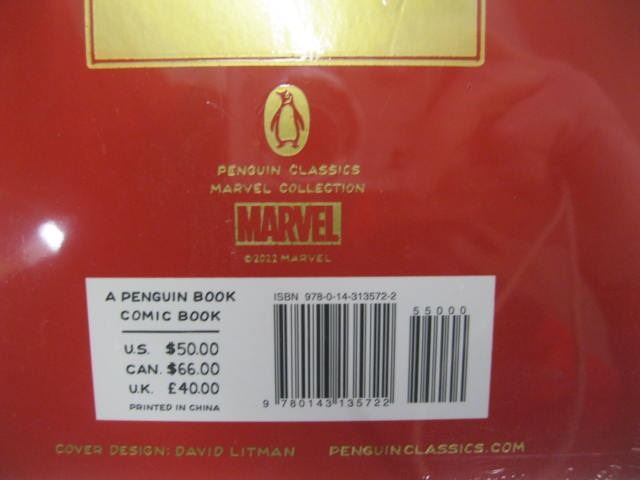 PENGUIN CLASSICS
MARVEL COLLECTION
MARVEL
©2022 MARVEL
A PENGUIN BOOK
COMIC BOOK
U.S. $50.00
CAN. $66.00
U.K. £40.00
PRINTED IN CHINA
ISBN 978-0-14-313572-2
55000
9 780143 135722
COVER DESIGN: DAVID LITMAN
PENGUINCLASSICS.COM